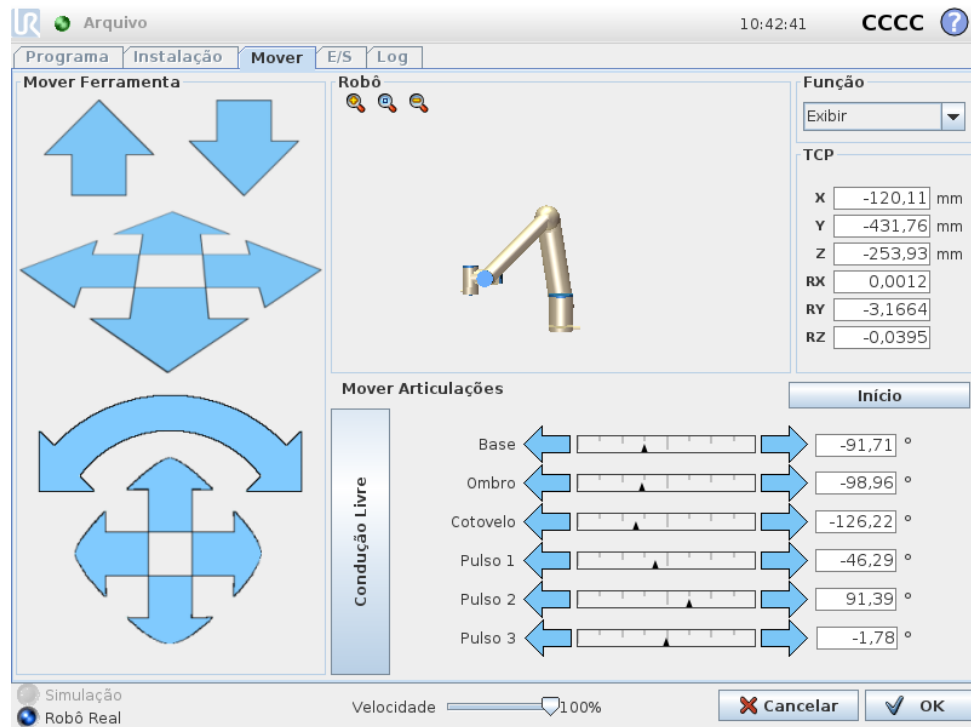 UR Arquivo 10:42:41 CCCC ?
Programa Instalação Mover E/S Log
Mover Ferramenta
Robô
Função
Exibir
TCP
X -120,11 mm
Y -431,76 mm
Z -253,93 mm
RX 0,0012
RY -3,1664
RZ -0,0395
Mover Articulações
Início
Condução Livre
Base -91,71 °
Ombro -98,96 °
Cotovelo -126,22 °
Pulso 1 -46,29 °
Pulso 2 91,39 °
Pulso 3 -1,78 °
Simulação
Robô Real
Velocidade 100%
Cancelar
OK